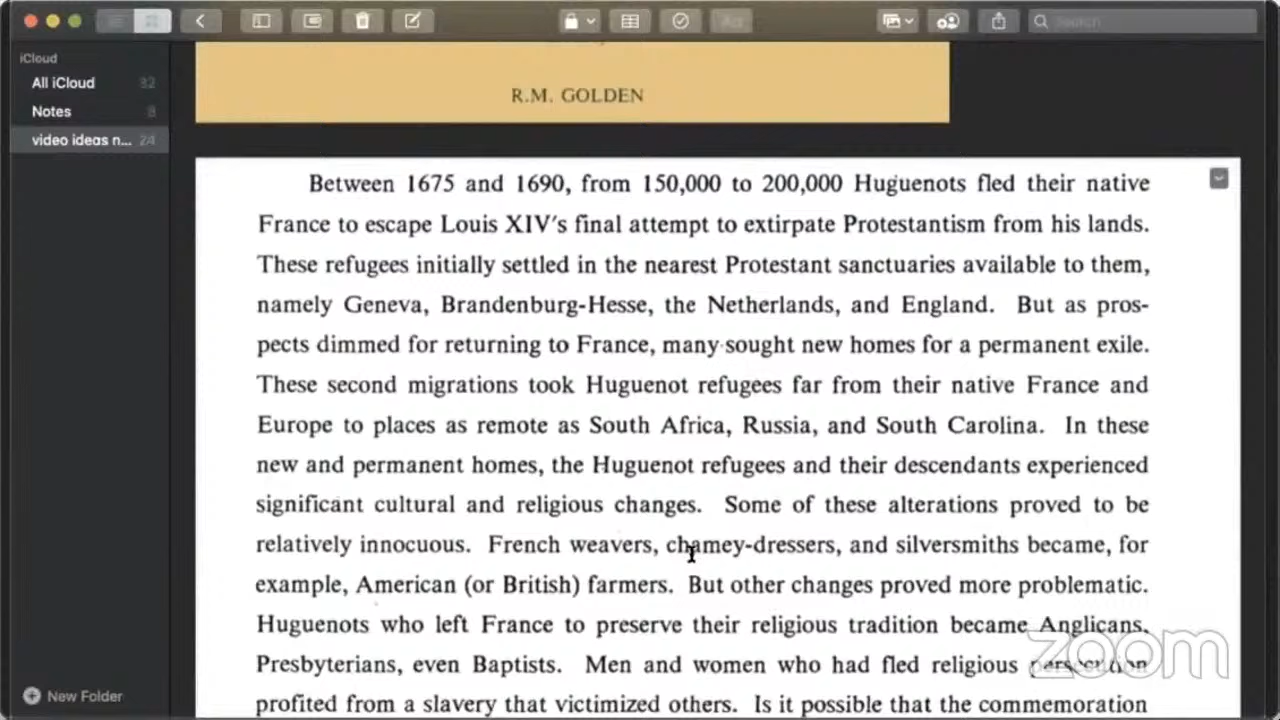 Search
iCloud
All iCloud 32
Notes 8
video ideas n... 24
New Folder
R.M. GOLDEN
Between 1675 and 1690, from 150,000 to 200,000 Huguenots fled their native
France to escape Louis XIV's final attempt to extirpate Protestantism from his lands.
These refugees initially settled in the nearest Protestant sanctuaries available to them,
namely Geneva, Brandenburg-Hesse, the Netherlands, and England. But as pros-
pects dimmed for returning to France, many sought new homes for a permanent exile.
These second migrations took Huguenot refugees far from their native France and
Europe to places as remote as South Africa, Russia, and South Carolina. In these
new and permanent homes, the Huguenot refugees and their descendants experienced
significant cultural and religious changes. Some of these alterations proved to be
relatively innocuous. French weavers, chamey-dressers, and silversmiths became, for
example, American (or British) farmers. But other changes proved more problematic.
Huguenots who left France to preserve their religious tradition became Anglicans,
Presbyterians, even Baptists. Men and women who had fled religious persecution
profited from a slavery that victimized others. Is it possible that the commemoration
zoom